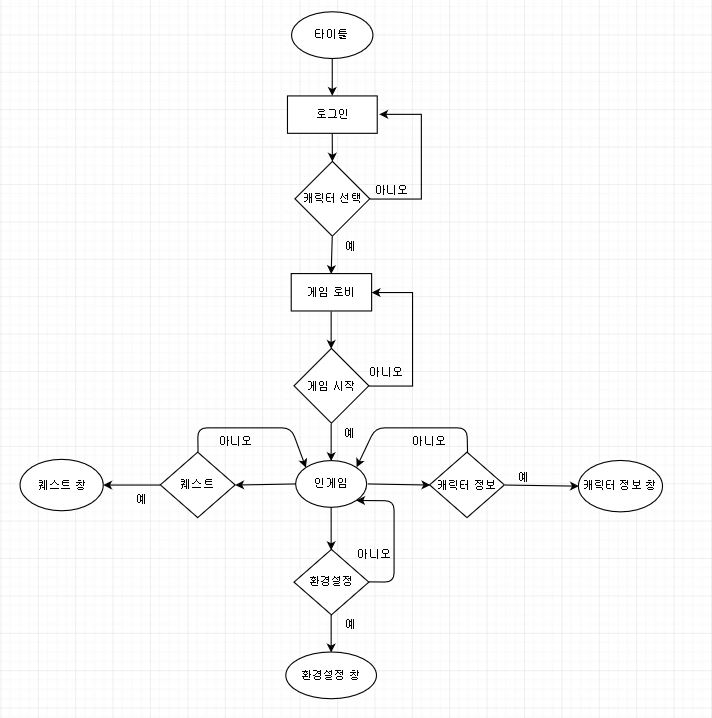 타이틀
로그인
캐릭터 선택
아니오
예
게임 로비
게임 시작
아니오
예
아니오
아니오
퀘스트 창
예
퀘스트
인게임
캐릭터 정보
예
캐릭터 정보 창
아니오
환경설정
예
환경설정 창